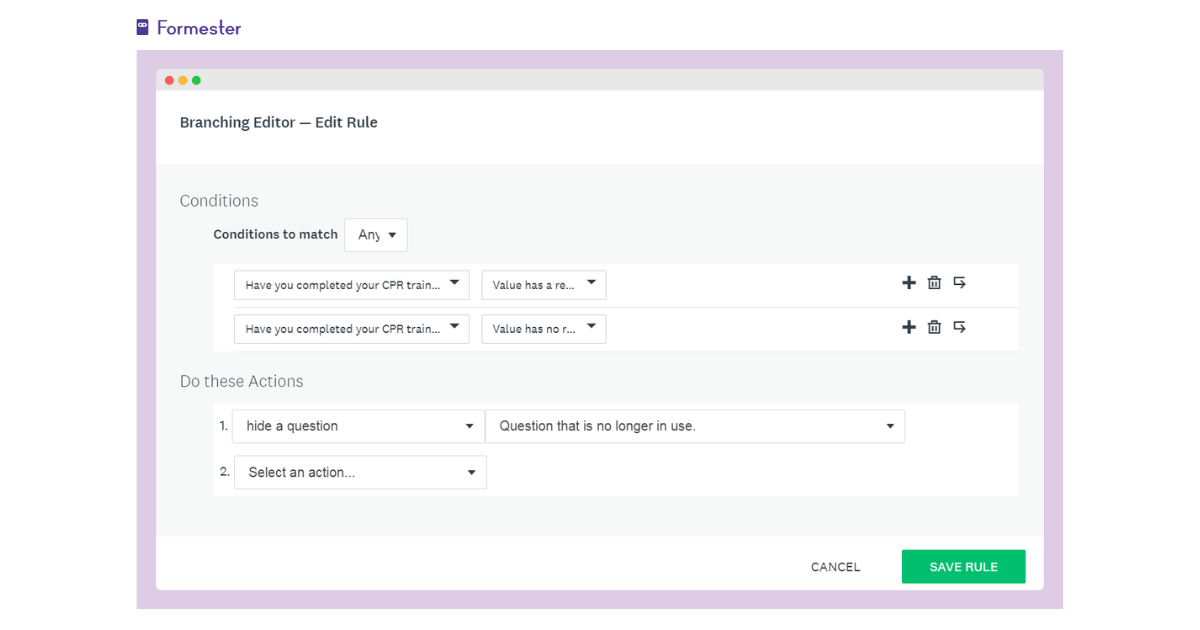 Formester
Branching Editor — Edit Rule
Conditions
Conditions to match Any
Have you completed your CPR train... Value has a re...
Have you completed your CPR train... Value has no r...
Do these Actions
1. hide a question Question that is no longer in use.
2. Select an action...
CANCEL SAVE RULE